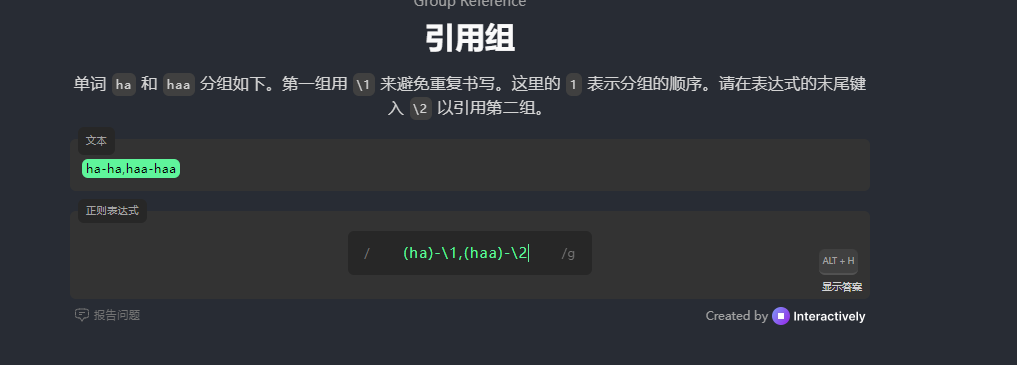 Group Reference
引用组
单词 ha 和 haa 分组如下。第一组用 \1 来避免重复书写。这里的 1 表示分组的顺序。请在表达式的末尾键
入 \2 以引用第二组。
文本
ha-ha,haa-haa
正则表达式
/ (ha)-\1,(haa)-\2 /g
ALT + H
显示答案
报告问题
Created by Interactively